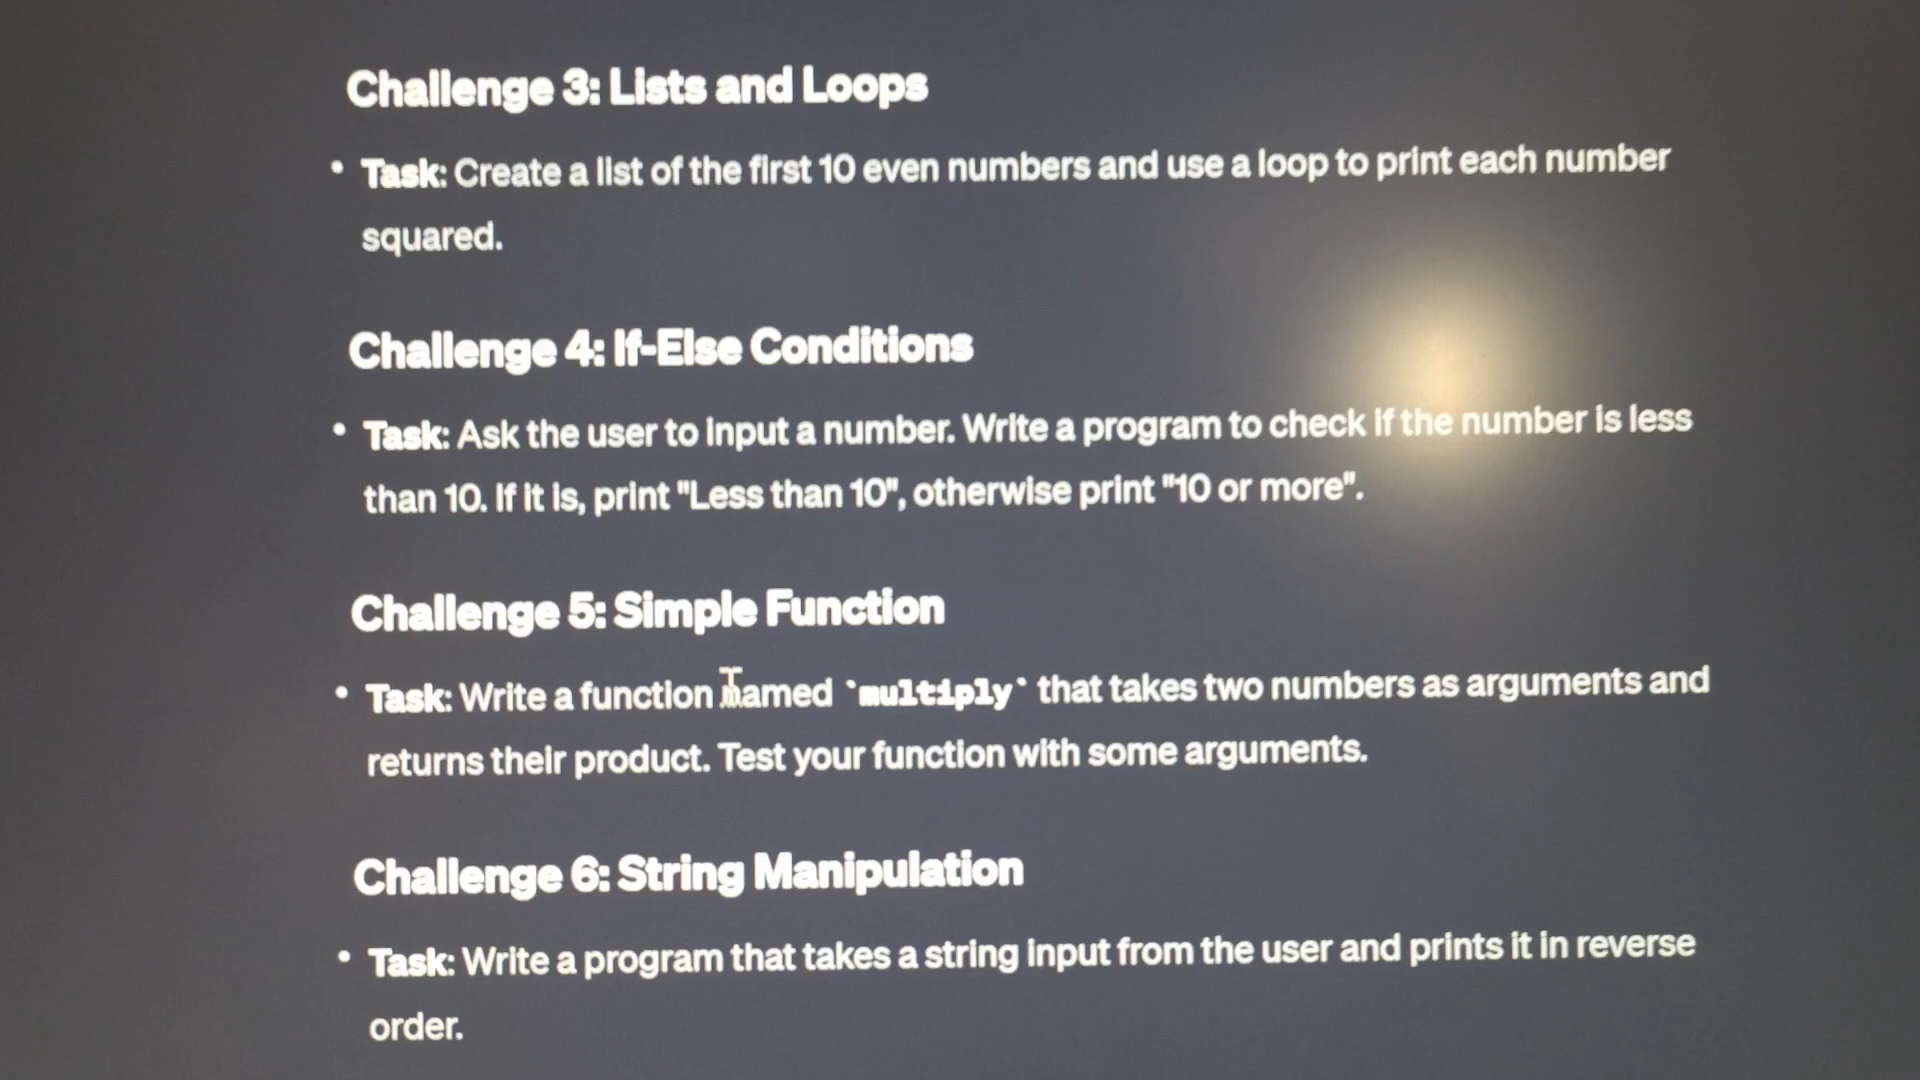 Challenge 3: Lists and Loops
• Task: Create a list of the first 10 even numbers and use a loop to print each number
squared.
Challenge 4: If-Else Conditions
• Task: Ask the user to input a number. Write a program to check if the number is less
than 10. If it is, print "Less than 10", otherwise print "10 or more".
Challenge 5: Simple Function
• Task: Write a function named `multiply` that takes two numbers as arguments and
returns their product. Test your function with some arguments.
Challenge 6: String Manipulation
• Task: Write a program that takes a string input from the user and prints it in reverse
order.